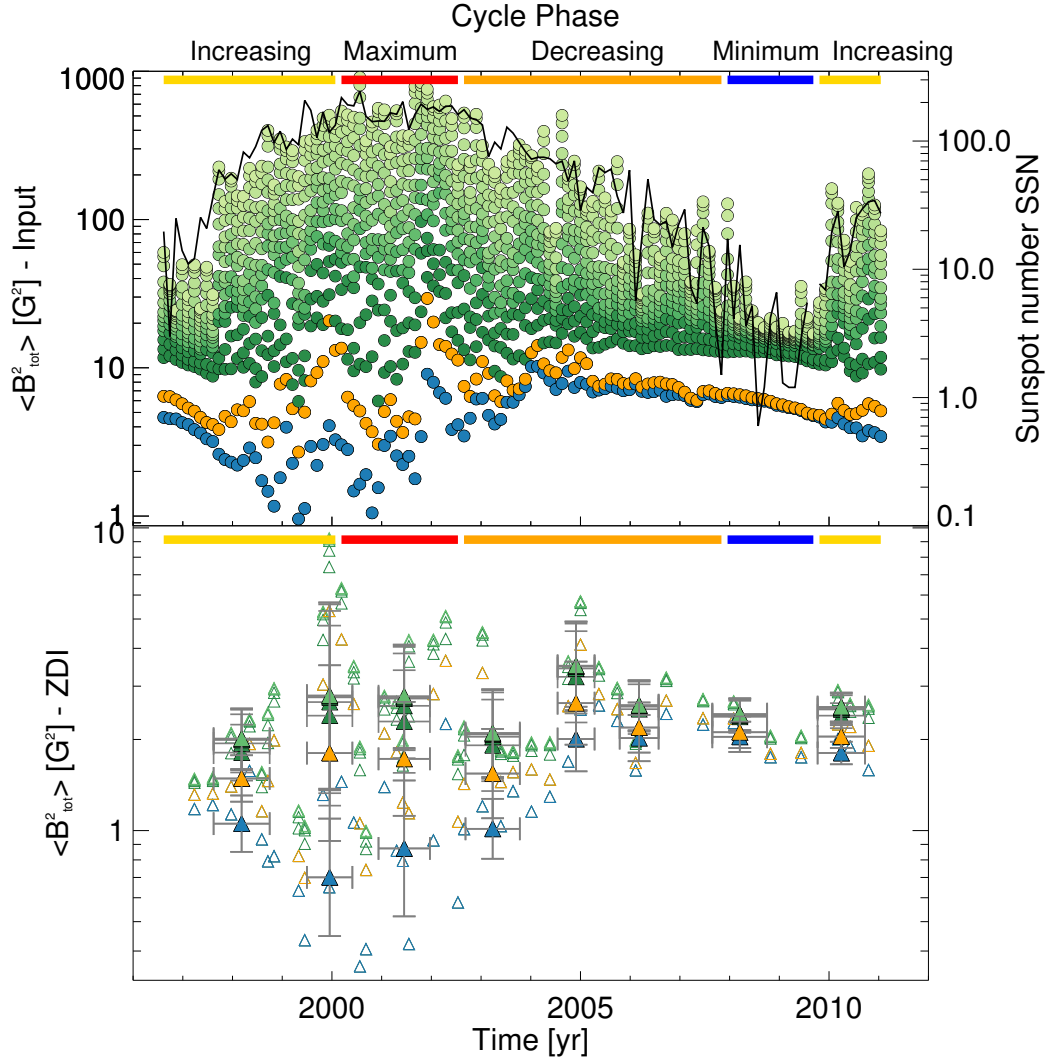 Cycle Phase
Increasing Maximum Decreasing Minimum Increasing
1000
100
10
1
<B²tot> [G²] - Input
100.0
10.0
1.0
0.1
Sunspot number SSN
10
1
<B²tot> [G²] - ZDI
2000 2005 2010
Time [yr]